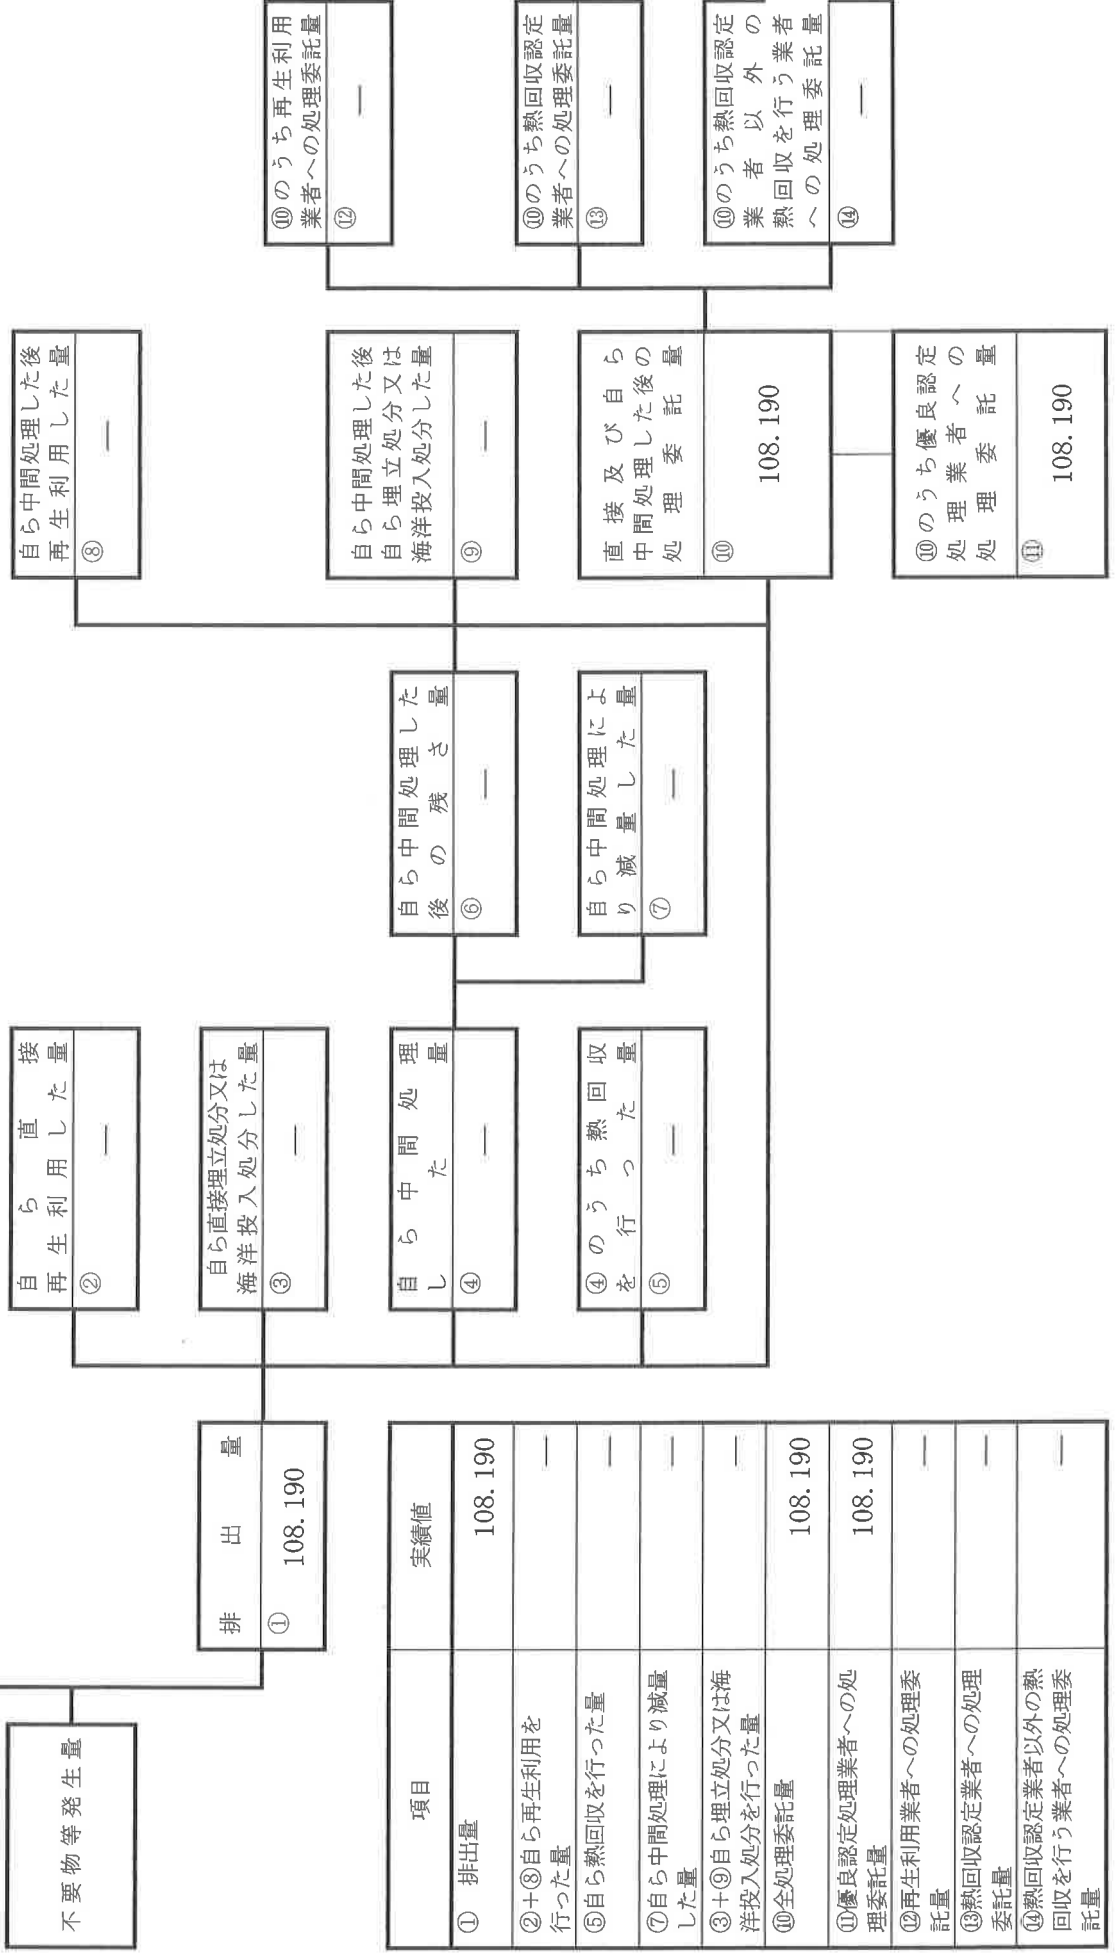 不要物等発生量
排出量
① 108.190
自ら直接
再生利用した量
② —
自ら直接埋立処分又は
海洋投入処分した量
③ —
自ら中間処理
した量
④ —
④のうち熱回収
を行った量
⑤ —
自ら中間処理した
後の残さ量
⑥ —
自ら中間処理によ
り減量した量
⑦ —
自ら中間処理した後
再生利用した量
⑧ —
自ら中間処理した後
自ら埋立処分又は
海洋投入処分した量
⑨ —
直接及び自ら
中間処理した後の
処理委託量
⑩ 108.190
⑩のうち優良認定
処理業者への
処理委託量
⑪ 108.190
⑩のうち再生利用
業者への処理委託量
⑫ —
⑩のうち熱回収認定
業者への処理委託量
⑬ —
⑩のうち熱回収認定
業者以外の
熱回収を行う業者
への処理委託量
⑭ —
項目 実績値
① 排出量 108.190
②+⑧自ら再生利用を
行った量 —
⑤自ら熱回収を行った量 —
⑦自ら中間処理により減量
した量 —
③+⑨自ら埋立処分又は海
洋投入処分を行った量 —
⑩全処理委託量 108.190
⑪優良認定処理業者への処
理委託量 108.190
⑫再生利用業者への処理委
託量 —
⑬熱回収認定業者への処理
委託量 —
⑭熱回収認定業者以外の熱
回収を行う業者への処理委
託量 —